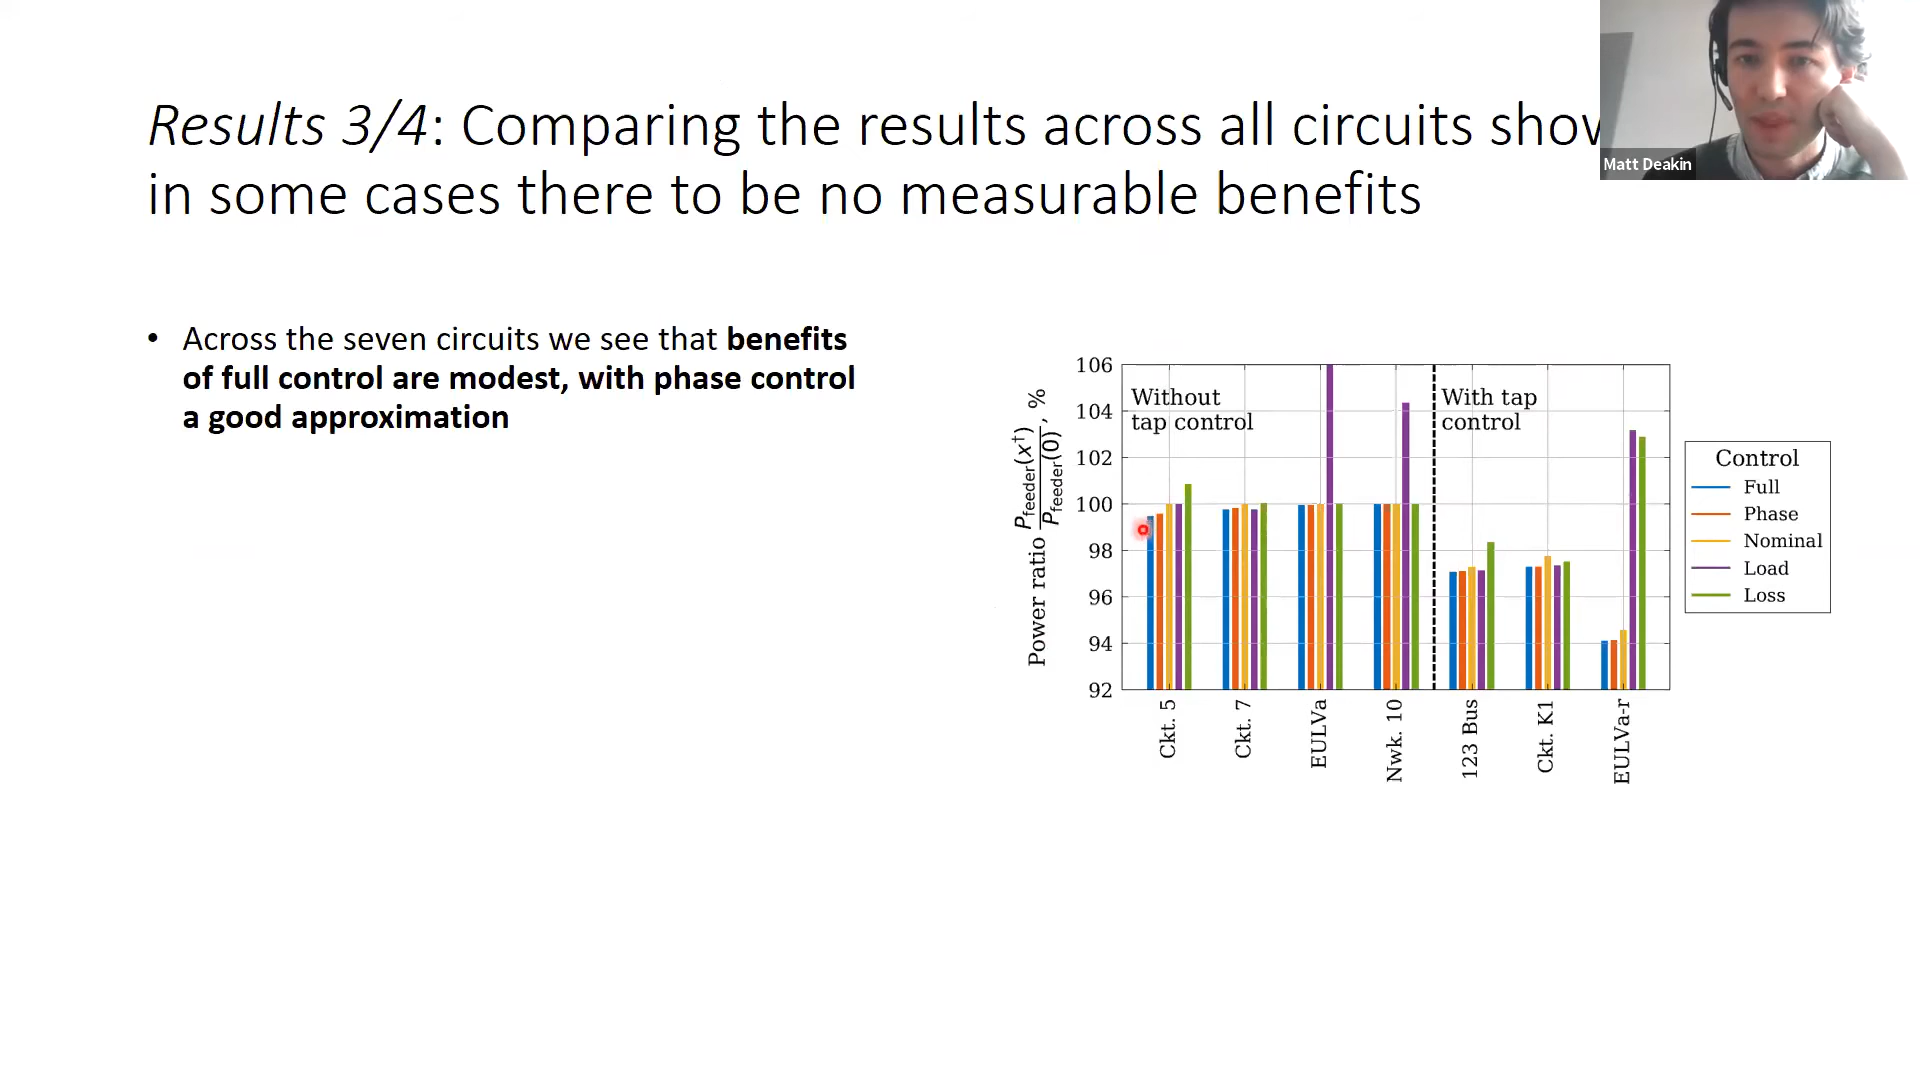 Results 3/4: Comparing the results across all circuits
in some cases there to be no measurable benefits
Matt Deakin
• Across the seven circuits we see that benefits
of full control are modest, with phase control
a good approximation
Power ratio P_feeder(x†) / P_feeder(0), %
106
104
102
100
98
96
94
92
Without
tap control
With tap
control
Ckt. 5
Ckt. 7
EULVa
Nwk. 10
123 Bus
Ckt. K1
EULVa-r
Control
Full
Phase
Nominal
Load
Loss